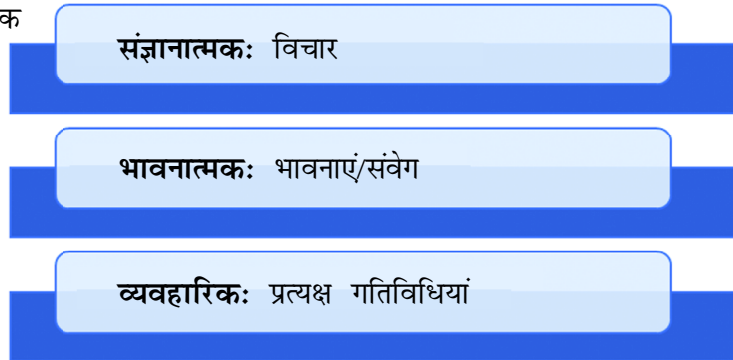 क
संज्ञानात्मकः विचार
भावनात्मकः भावनाएं/संवेग
व्यवहारिकः प्रत्यक्ष गतिविधियां